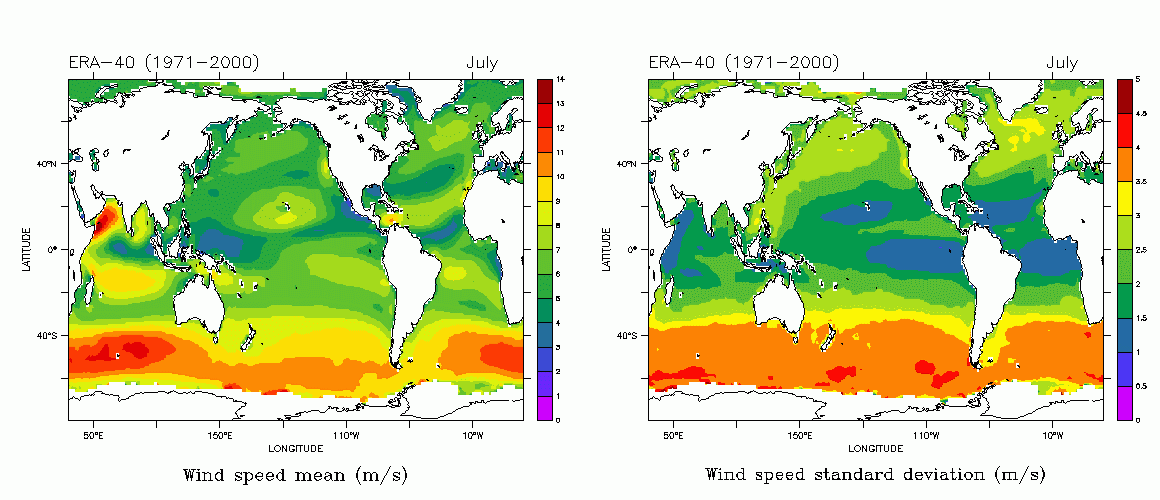 ERA-40 (1971-2000) July
14
13
12
11
10
9
8
7
6
5
4
3
2
1
0
40°N
0°
40°S
LATITUDE
50°E 150°E 110°W 10°W
LONGITUDE
Wind speed mean (m/s)
ERA-40 (1971-2000) July
5
4.5
4
3.5
3
2.5
2
1.5
1
0.5
0
40°N
0°
40°S
LATITUDE
50°E 150°E 110°W 10°W
LONGITUDE
Wind speed standard deviation (m/s)